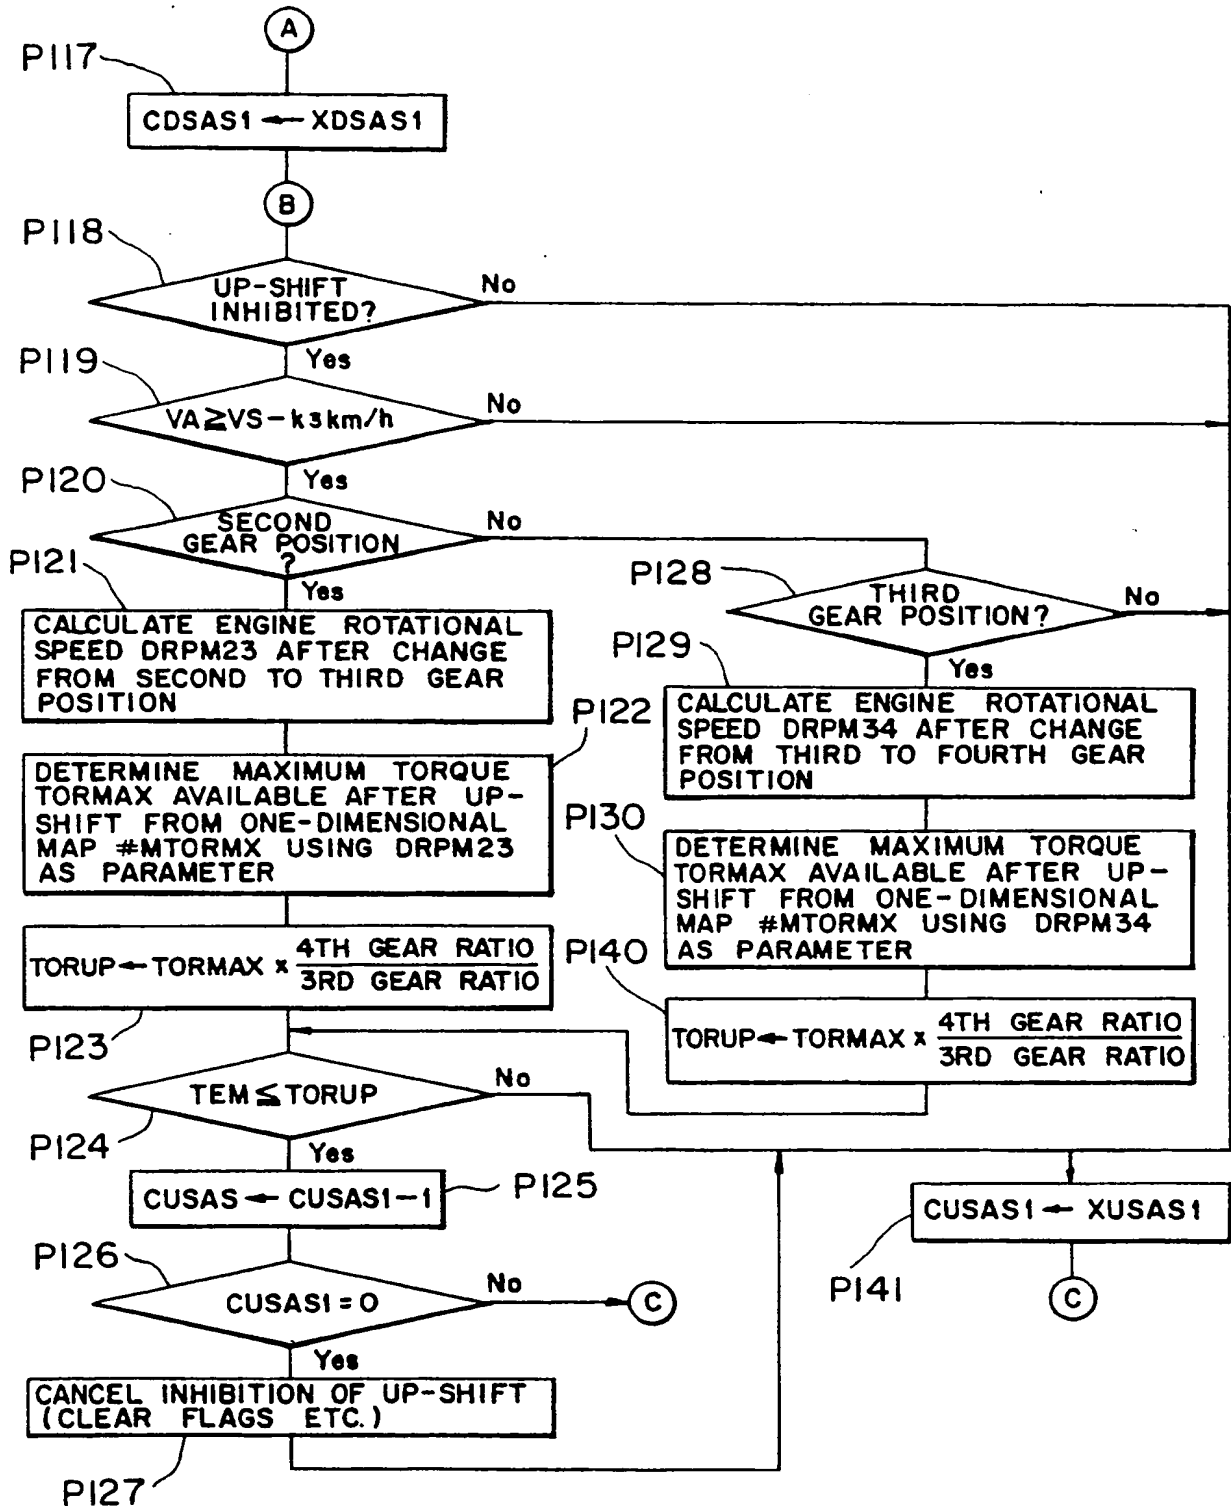 A
P117
CDSAS1 ← XDSAS1
B
P118
UP-SHIFT
INHIBITED?
No
Yes
P119
VA≧VS-k3km/h
No
Yes
P120
SECOND
GEAR POSITION
?
No
Yes
P121
CALCULATE ENGINE ROTATIONAL
SPEED DRPM23 AFTER CHANGE
FROM SECOND TO THIRD GEAR
POSITION
P122
DETERMINE MAXIMUM TORQUE
TORMAX AVAILABLE AFTER UP-
SHIFT FROM ONE-DIMENSIONAL
MAP #MTORMX USING DRPM23
AS PARAMETER
TORUP ← TORMAX × 4TH GEAR RATIO
3RD GEAR RATIO
P123
P128
THIRD
GEAR POSITION?
No
Yes
P129
CALCULATE ENGINE ROTATIONAL
SPEED DRPM34 AFTER CHANGE
FROM THIRD TO FOURTH GEAR
POSITION
P130
DETERMINE MAXIMUM TORQUE
TORMAX AVAILABLE AFTER UP-
SHIFT FROM ONE-DIMENSIONAL
MAP #MTORMX USING DRPM34
AS PARAMETER
P140
TORUP ← TORMAX × 4TH GEAR RATIO
3RD GEAR RATIO
TEM ≦ TORUP
No
P124
Yes
CUSAS ← CUSAS1-1
P125
P126
CUSAS1 = 0
No
C
Yes
CANCEL INHIBITION OF UP-SHIFT
(CLEAR FLAGS ETC.)
P127
CUSAS1 ← XUSAS1
P141
C